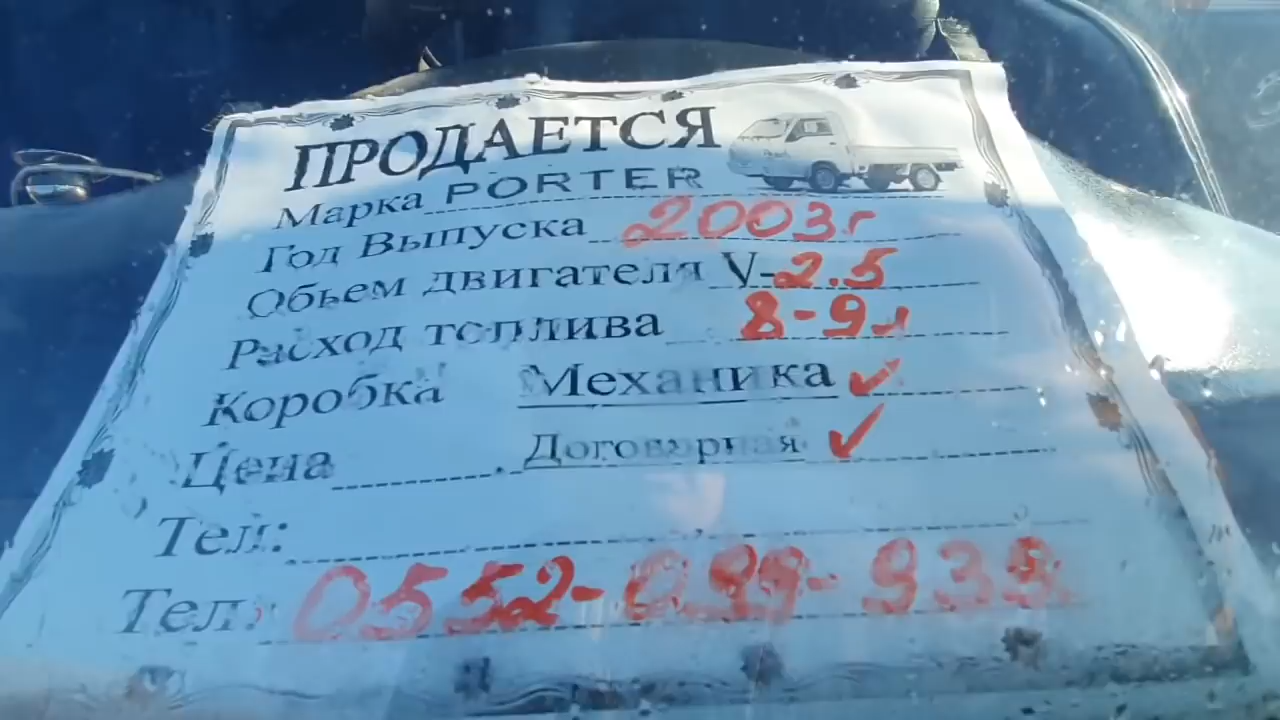 ПРОДАЕТСЯ
Марка PORTER
Год Выпуска 2003г
Обьем двигателя V-2.5
Расход топлива 8-9л
Коробка Механика ✓
Цена Договорная ✓
Тел:
Тел: 0552-099-939